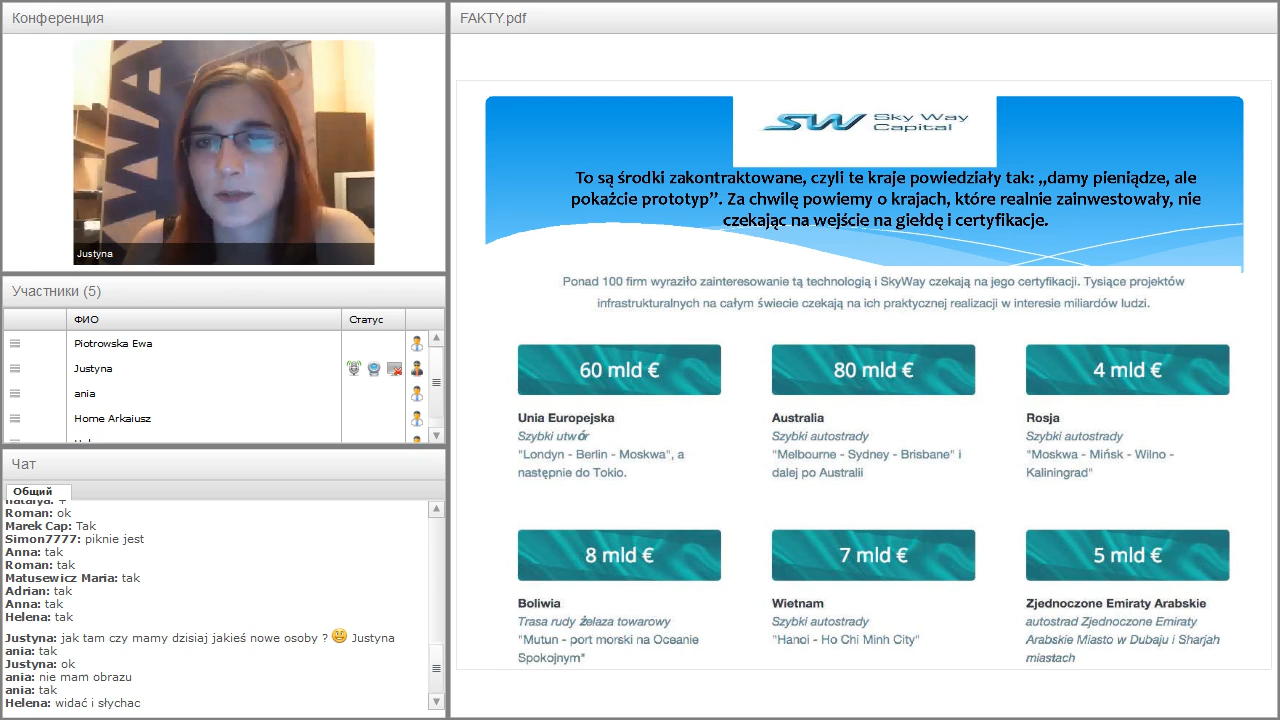 Конференция
WAY
Justyna
Участники (5)
ФИО
Статус
Piotrowska Ewa
Justyna
ania
Home Arkaiusz
Чат
Общий
natalya: +
Roman: ok
Marek Cap: Tak
Simon7777: piknie jest
Anna: tak
Roman: tak
Matusewicz Maria: tak
Adrian: tak
Anna: tak
Helena: tak
Justyna: jak tam czy mamy dzisiaj jakieś nowe osoby ? Justyna
ania: tak
Justyna: ok
ania: nie mam obrazu
ania: tak
Helena: widać i słychac
FAKTY.pdf
SW Sky Way
Capital
To są środki zakontraktowane, czyli te kraje powiedziały tak: „damy pieniądze, ale
pokażcie prototyp”. Za chwilę powiemy o krajach, które realnie zainwestowały, nie
czekając na wejście na giełdę i certyfikacje.
Ponad 100 firm wyraziło zainteresowanie tą technologią i SkyWay czekają na jego certyfikacji. Tysiące projektów
infrastrukturalnych na całym świecie czekają na ich praktycznej realizacji w interesie miliardów ludzi.
60 mld €
Unia Europejska
Szybki utwór
"Londyn - Berlin - Moskwa", a
następnie do Tokio.
80 mld €
Australia
Szybki autostrady
"Melbourne - Sydney - Brisbane" i
dalej po Australii
4 mld €
Rosja
Szybki autostrady
"Moskwa - Mińsk - Wilno -
Kaliningrad"
8 mld €
Boliwia
Trasa rudy żelaza towarowy
"Mutun - port morski na Oceanie
Spokojnym"
7 mld €
Wietnam
Szybki autostrady
"Hanoi - Ho Chi Minh City"
5 mld €
Zjednoczone Emiraty Arabskie
autostrad Zjednoczone Emiraty
Arabskie Miasto w Dubaju i Sharjah
miastach